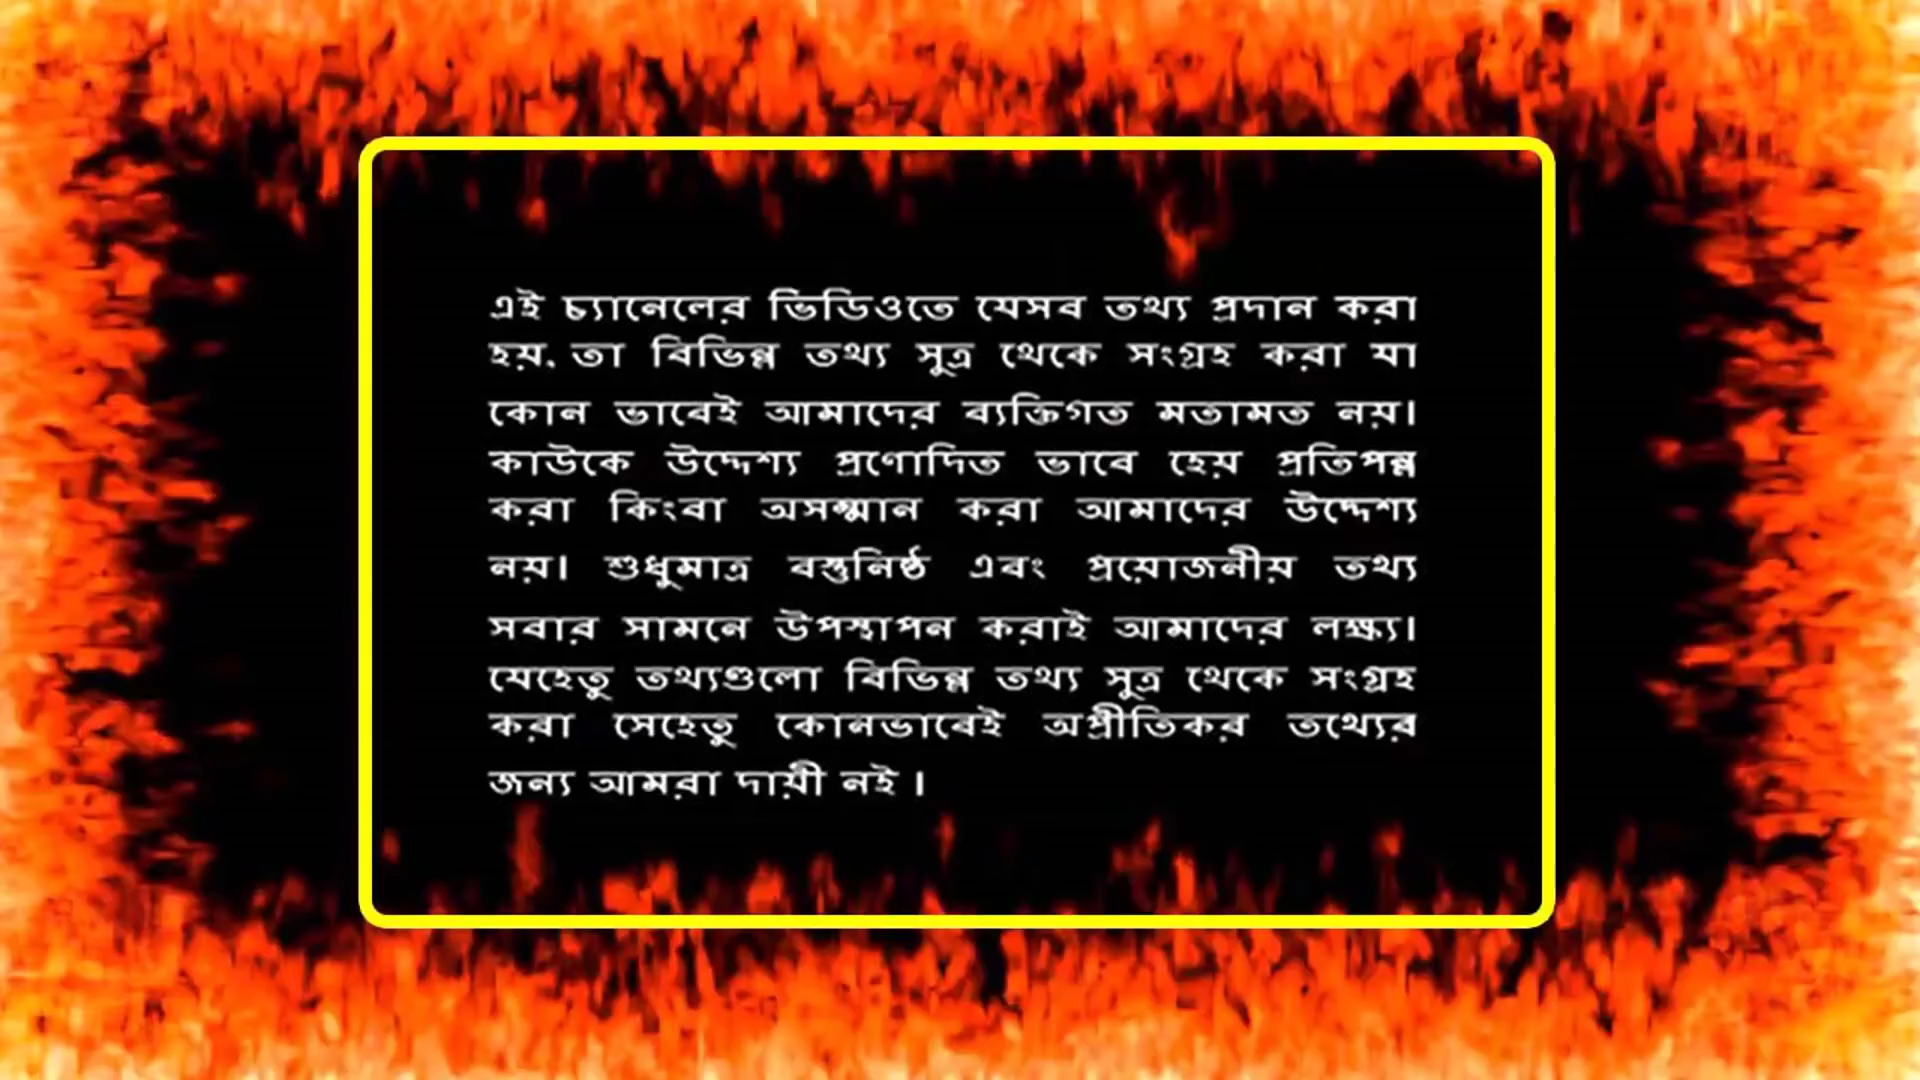 এই চ্যানেলের ভিডিওতে যেসব তথ্য প্রদান করা
হয়, তা বিভিন্ন তথ্য সুত্র থেকে সংগ্রহ করা যা
কোন ভাবেই আমাদের ব্যক্তিগত মতামত নয়।
কাউকে উদ্দেশ্য প্রণোদিত ভাবে হেয় প্রতিপন্ন
করা কিংবা অসম্মান করা আমাদের উদ্দেশ্য
নয়। শুধুমাত্র বস্তুনিষ্ঠ এবং প্রয়োজনীয় তথ্য
সবার সামনে উপস্থাপন করাই আমাদের লক্ষ্য।
যেহেতু তথ্যগুলো বিভিন্ন তথ্য সুত্র থেকে সংগ্রহ
করা সেহেতু কোনভাবেই অপ্রীতিকর তথ্যের
জন্য আমরা দায়ী নই ।